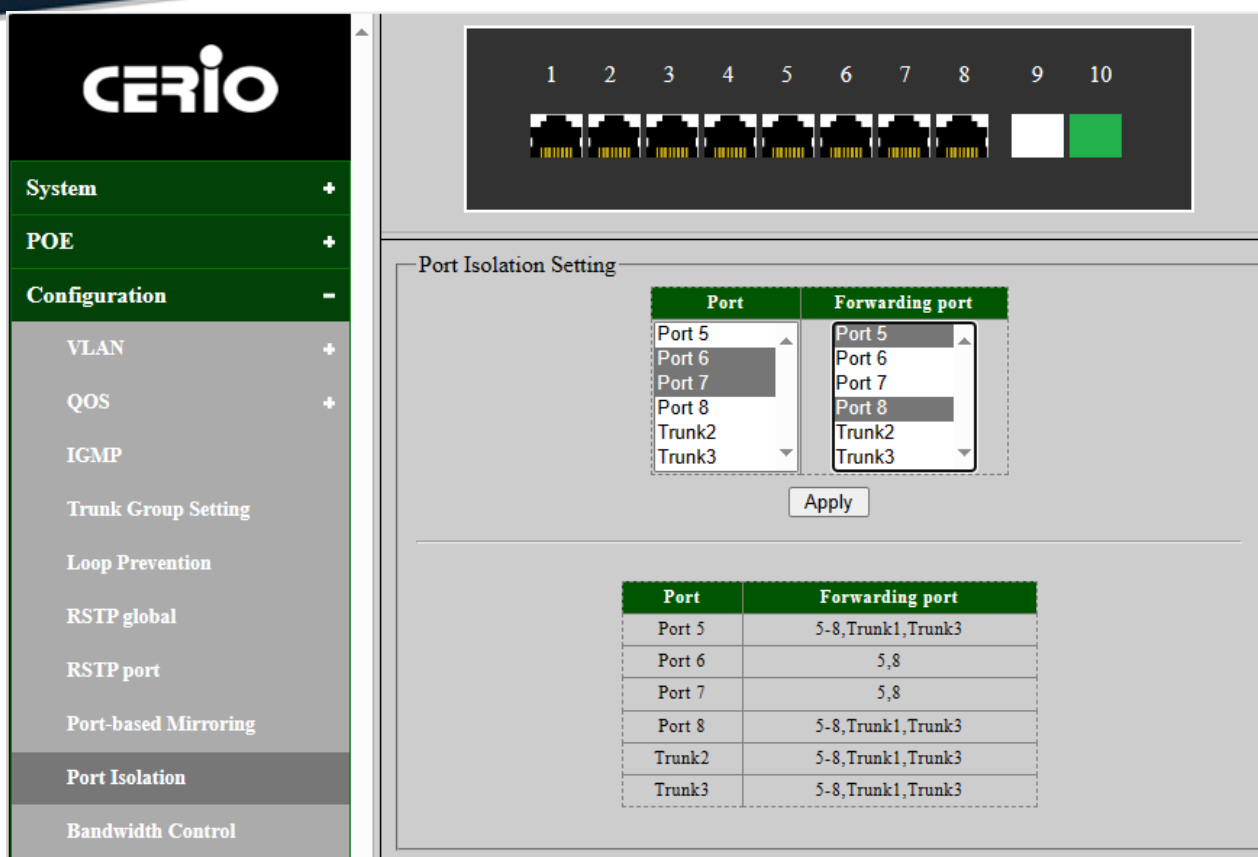 CERIO
1 2 3 4 5 6 7 8 9 10
System
POE
Configuration
VLAN
QOS
IGMP
Trunk Group Setting
Loop Prevention
RSTP global
RSTP port
Port-based Mirroring
Port Isolation
Bandwidth Control
Port Isolation Setting
Port Forwarding port
Port 5 Port 5
Port 6 Port 6
Port 7 Port 7
Port 8 Port 8
Trunk2 Trunk2
Trunk3 Trunk3
Apply
Port Forwarding port
Port 5 5-8,Trunk1,Trunk3
Port 6 5,8
Port 7 5,8
Port 8 5-8,Trunk1,Trunk3
Trunk2 5-8,Trunk1,Trunk3
Trunk3 5-8,Trunk1,Trunk3